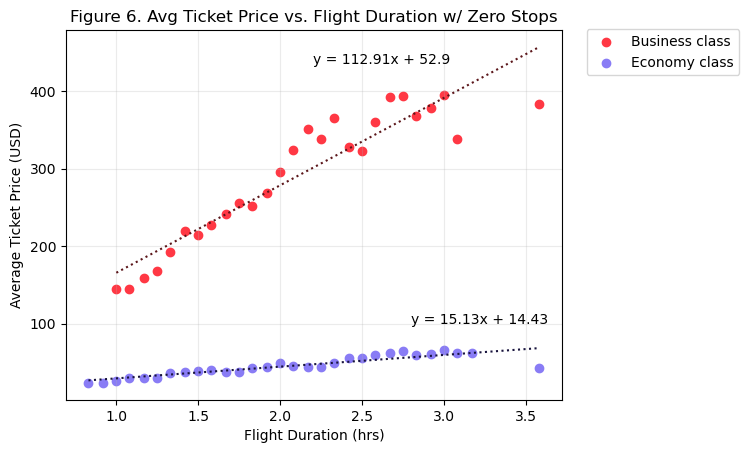 Figure 6. Avg Ticket Price vs. Flight Duration w/ Zero Stops
Business class
Economy class
y = 112.91x + 52.9
y = 15.13x + 14.43
Average Ticket Price (USD)
400
300
200
100
1.0 1.5 2.0 2.5 3.0 3.5
Flight Duration (hrs)